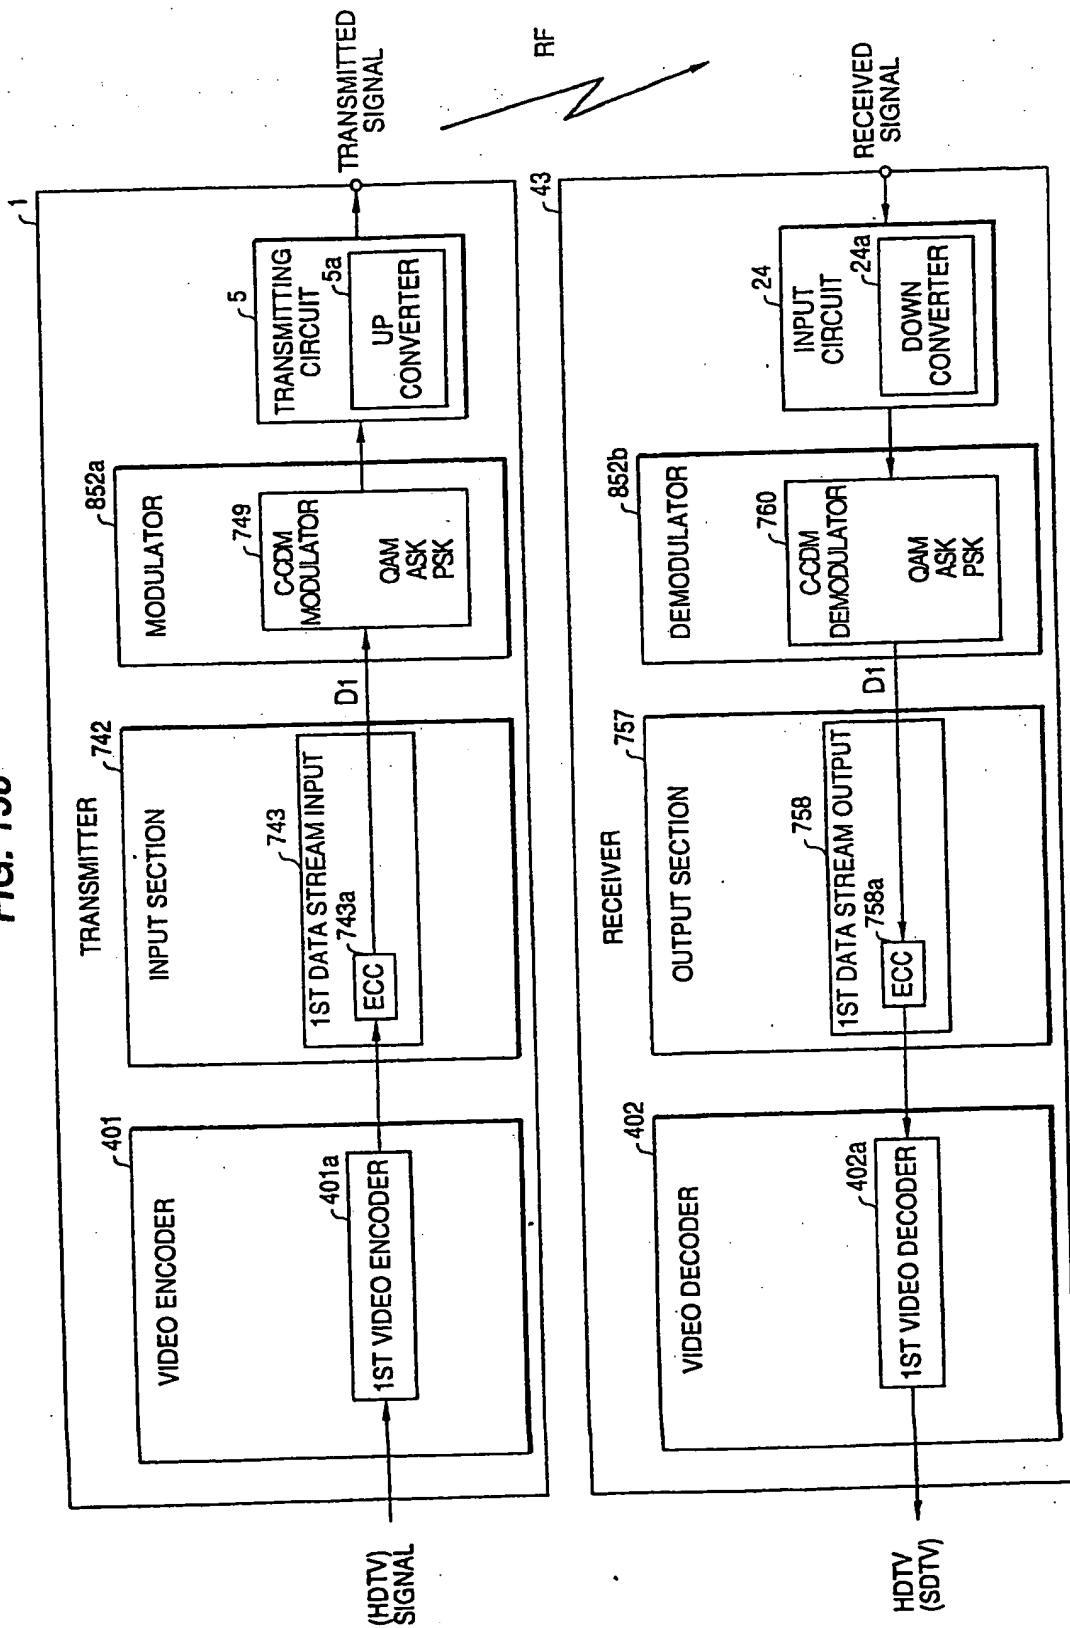 TRANSMITTER
1
401
VIDEO ENCODER
401a
1ST VIDEO ENCODER
(HDTV)
SIGNAL
742
INPUT SECTION
743
1ST DATA STREAM INPUT
743a
ECC
D1
852a
MODULATOR
749
C-CDM
MODULATOR
QAM
ASK
PSK
5
TRANSMITTING
CIRCUIT
5a
UP
CONVERTER
TRANSMITTED
SIGNAL
RF
RECEIVER
43
402
VIDEO DECODER
402a
1ST VIDEO DECODER
HDTV
(SDTV)
757
OUTPUT SECTION
758
1ST DATA STREAM OUTPUT
758a
ECC
D1
852b
DEMODULATOR
760
C-CDM
DEMODULATOR
QAM
ASK
PSK
24
INPUT
CIRCUIT
24a
DOWN
CONVERTER
RECEIVED
SIGNAL